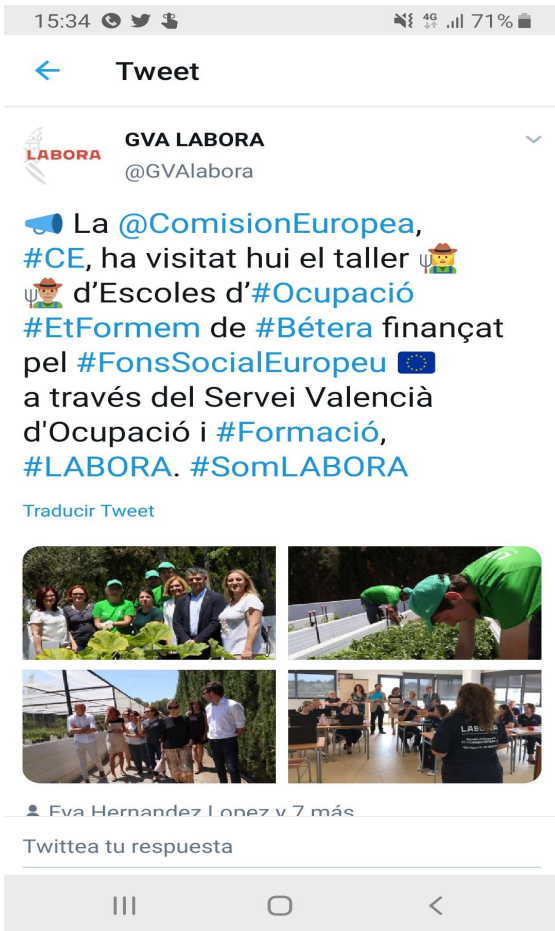 15:34 4G 71%
Tweet
LABORA
GVA LABORA
@GVAlabora
La @ComisionEuropea,
#CE, ha visitat hui el taller
d’Escoles d’#Ocupació
#EtFormem de #Bétera finançat
pel #FonsSocialEuropeu
a través del Servei Valencià
d'Ocupació i #Formació,
#LABORA. #SomLABORA
Traducir Tweet
LABORA
Eva Hernandez Lopez y 7 más
Twittea tu respuesta